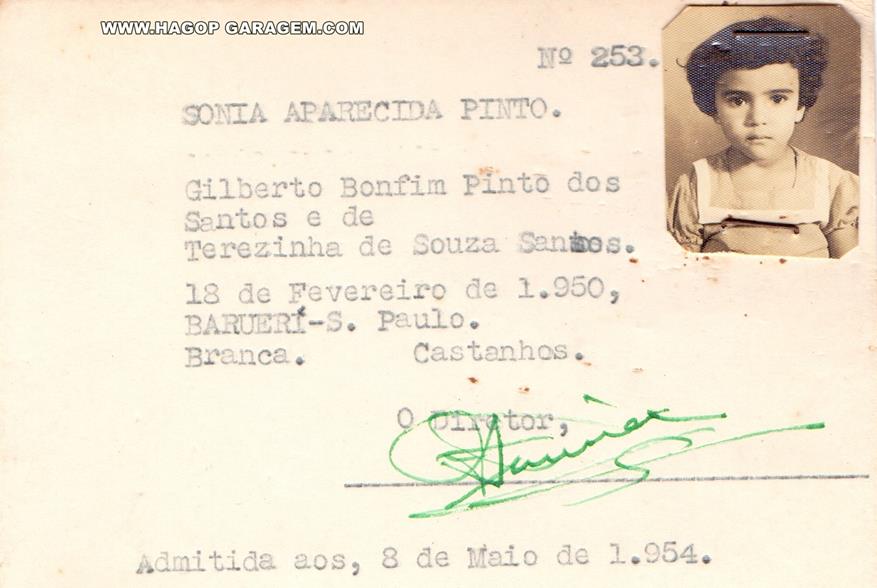 WWW.HAGOP GARAGEM.COM
Nº 253.
SONIA APARECIDA PINTO.
Gilberto Bonfim Pinto dos
Santos e de
Terezinha de Souza Santos.
18 de Fevereiro de 1.950,
BARUERÍ-S. Paulo.
Branca. Castanhos.
O Diretor,
Admitida aos, 8 de Maio de 1.954.